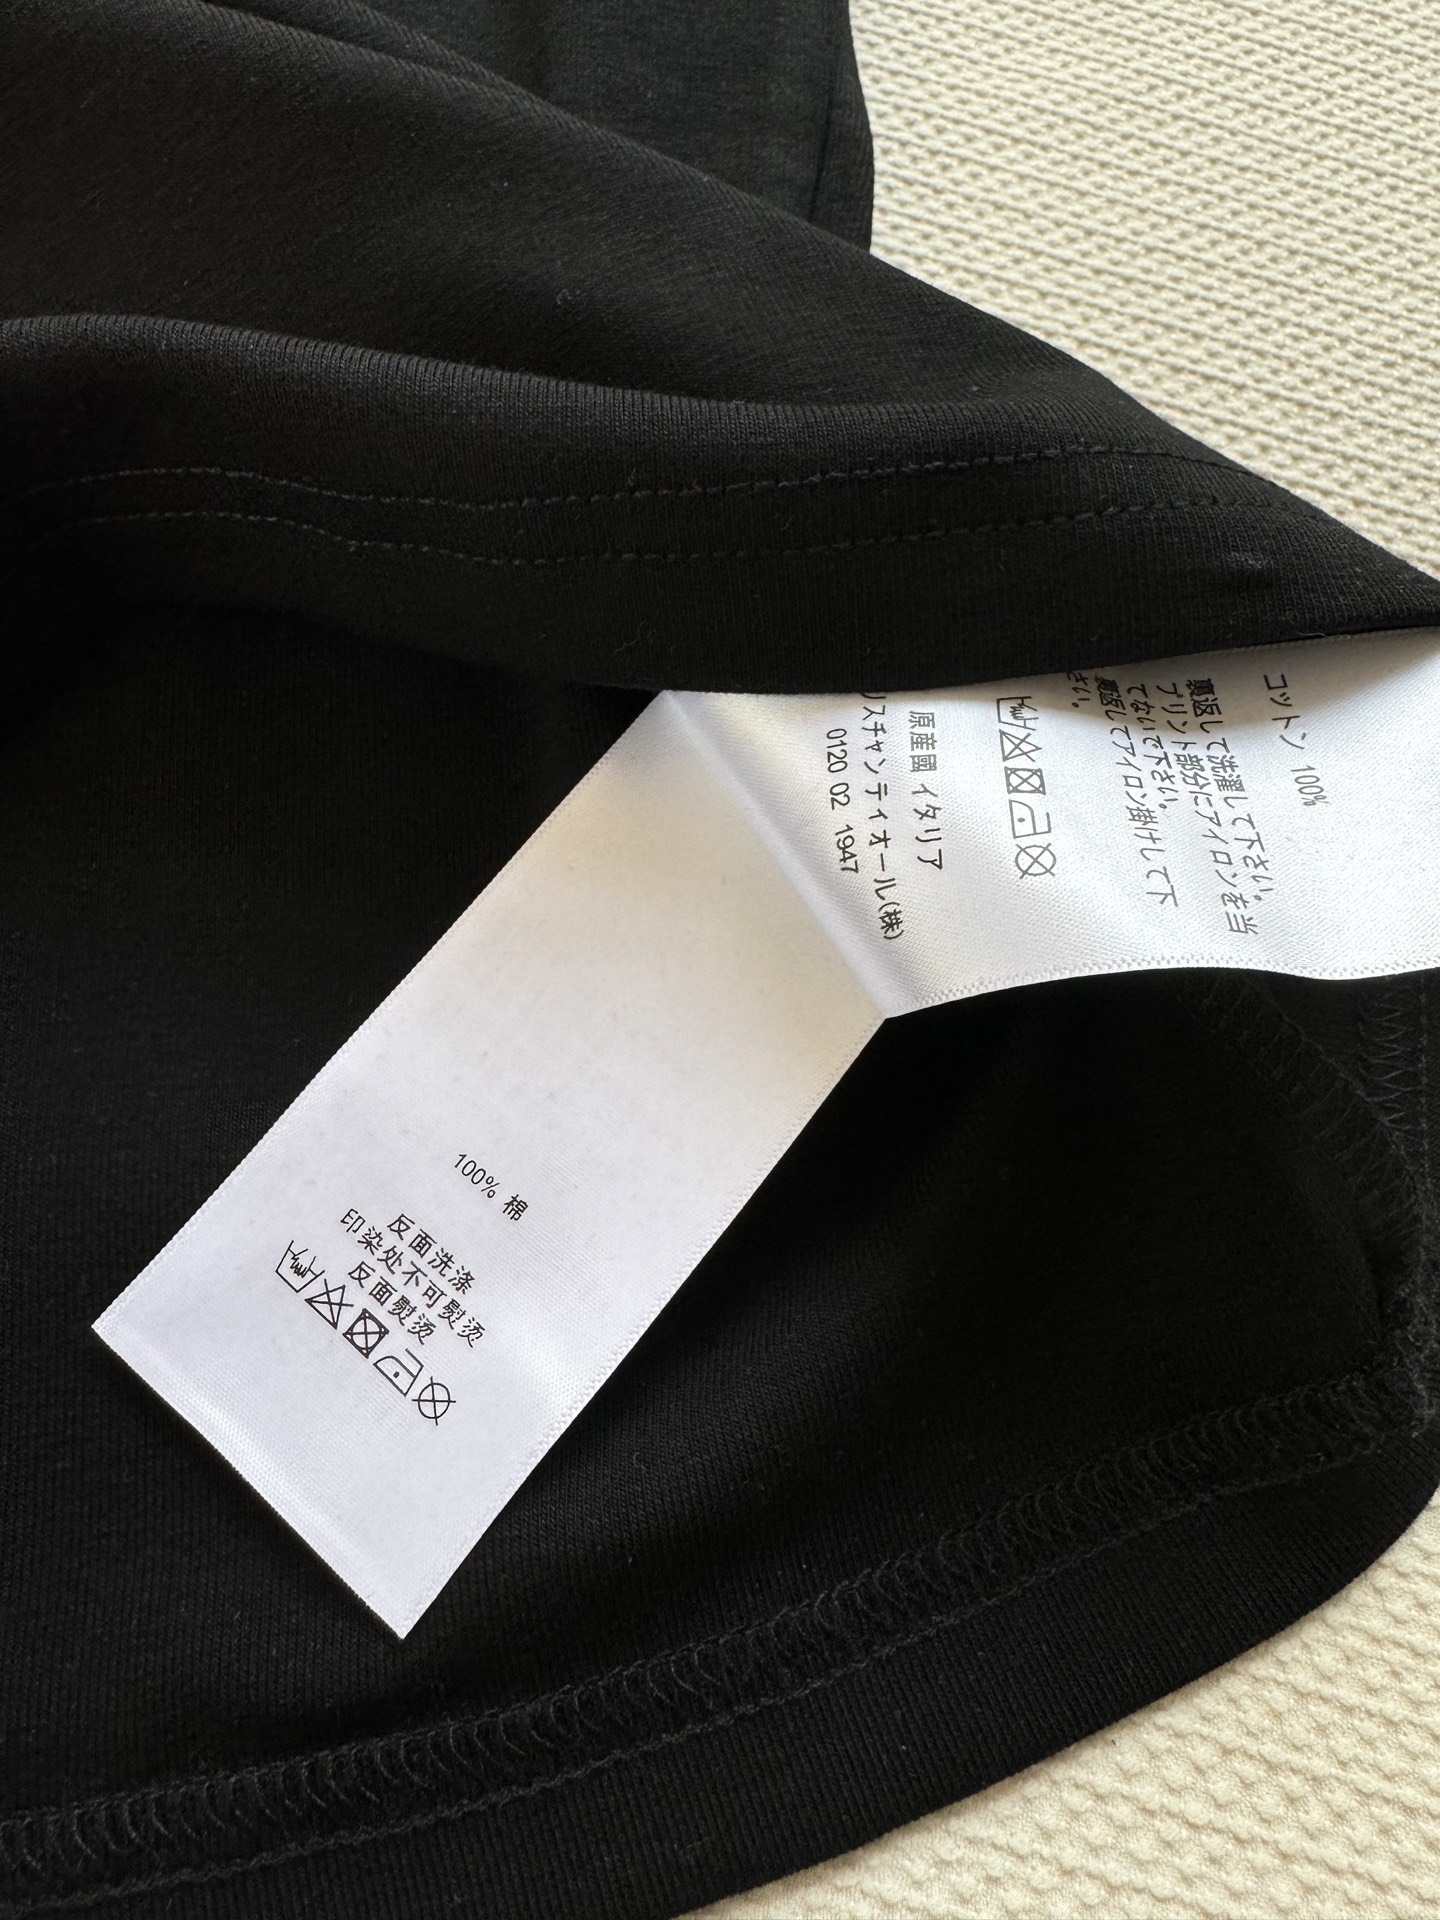 コットン 100%
裏返して洗濯して下さい。
プリント部分にアイロンを当
てないで下さい。
裏返してアイロン掛けして下
さい。
原産國 イタリア
リスチャンディオール(株)
0120 02 1947
100% 棉
反面洗涤
印染处不可熨烫
反面熨烫